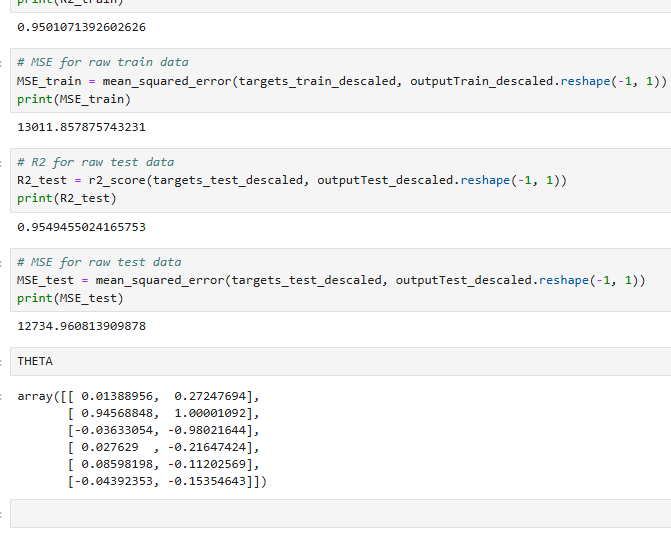 print(R2_train)
0.9501071392602626
# MSE for raw train data
MSE_train = mean_squared_error(targets_train_descaled, outputTrain_descaled.reshape(-1, 1))
print(MSE_train)
13011.857875743231
# R2 for raw test data
R2_test = r2_score(targets_test_descaled, outputTest_descaled.reshape(-1, 1))
print(R2_test)
0.9549455024165753
# MSE for raw test data
MSE_test = mean_squared_error(targets_test_descaled, outputTest_descaled.reshape(-1, 1))
print(MSE_test)
12734.960813909878
THETA
array([[ 0.01388956,  0.27247694],
       [ 0.94568848,  1.00001092],
       [-0.03633054, -0.98021644],
       [ 0.027629  , -0.21647424],
       [ 0.08598198, -0.11202569],
       [-0.04392353, -0.15354643]])